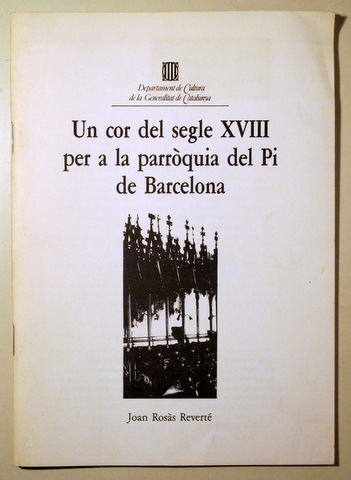 Departament de Cultura
de la Generalitat de Catalunya
Un cor del segle XVIII
per a la parròquia del Pi
de Barcelona
Joan Rosàs Reverté